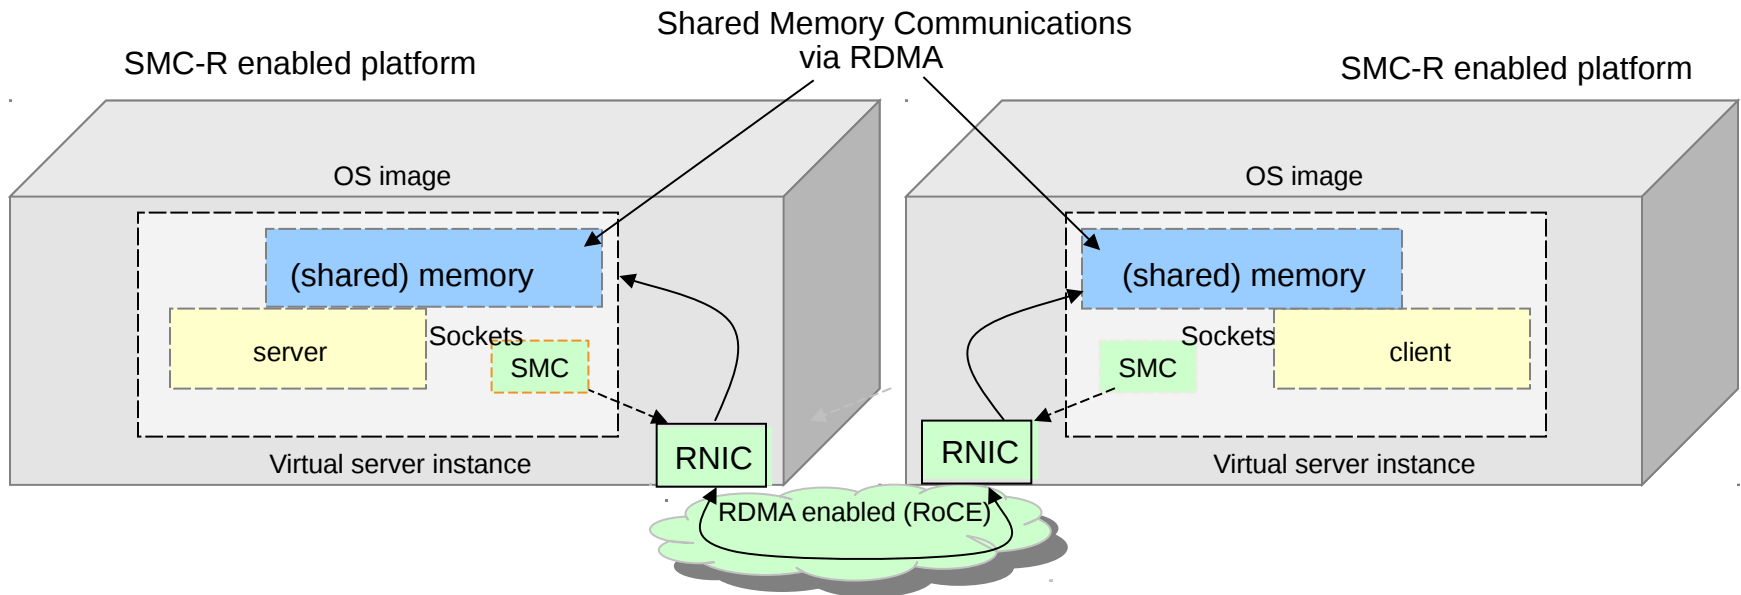 Shared Memory Communications
via RDMA
SMC-R enabled platform
SMC-R enabled platform
OS image
OS image
(shared) memory
(shared) memory
Sockets
Sockets
server
client
SMC
SMC
RNIC
RNIC
Virtual server instance
Virtual server instance
RDMA enabled (RoCE)